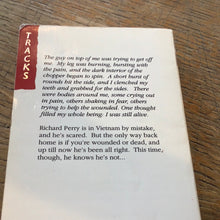 TRACKS
The guy on top of me was trying to get off
me. My leg was burning, bursting with
the pain, and the dark interior of the
chopper began to spin. A short burst of
rounds hit the side, and I clenched my
teeth and grabbed for the sides. There
were bodies around me, some crying out
in pain, others shaking in fear, others
trying to help the wounded. One thought
filled my whole being: I was still alive.
Richard Perry is in Vietnam by mistake,
and he's scared. But the only way back
home is if you're wounded or dead, and
up till now he's been all right. This time,
though, he knows he's not...